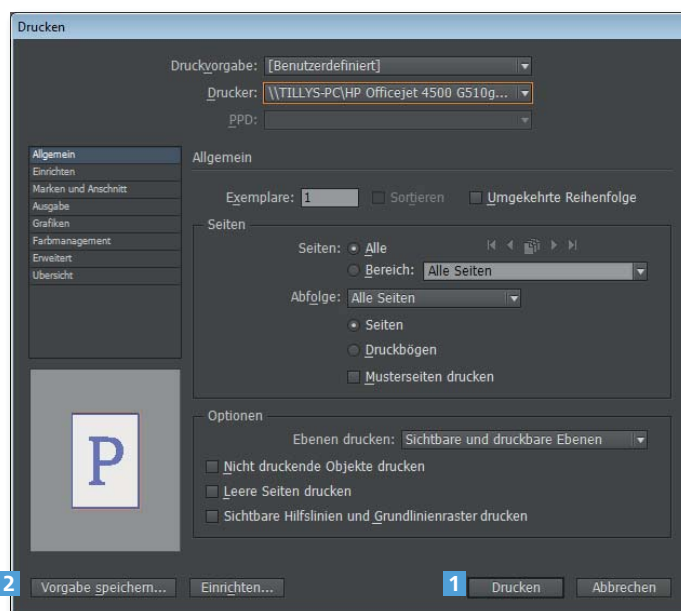 Drucken
Druckvorgabe: [Benutzerdefiniert]
Drucker: \\TILLYS-PC\HP Officejet 4500 G510g...
PPD:
Allgemein
Einrichten
Marken und Anschnitt
Ausgabe
Grafiken
Farbmanagement
Erweitert
Übersicht
Allgemein
Exemplare: 1 Sortieren Umgekehrte Reihenfolge
Seiten
Seiten: Alle
Bereich: Alle Seiten
Abfolge: Alle Seiten
Seiten
Druckbögen
Musterseiten drucken
Optionen
Ebenen drucken: Sichtbare und druckbare Ebenen
Nicht druckende Objekte drucken
Leere Seiten drucken
Sichtbare Hilfslinien und Grundlinienraster drucken
P
2 Vorgabe speichern... Einrichten... 1 Drucken Abbrechen